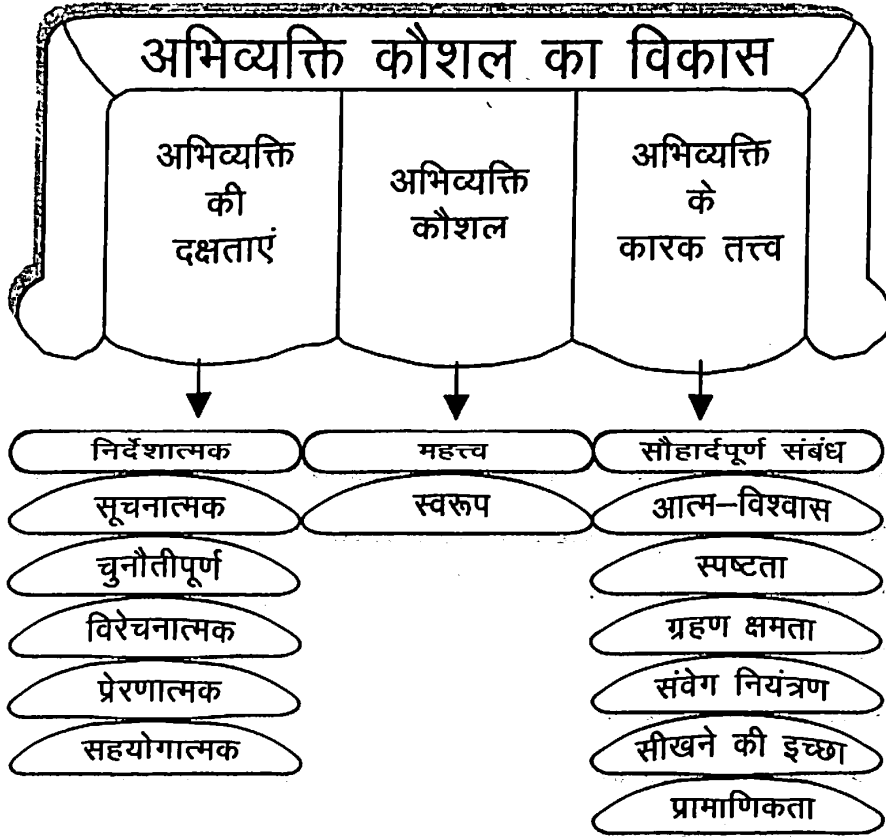 अभिव्यक्ति कौशल का विकास
अभिव्यक्ति
की
दक्षताएं
अभिव्यक्ति
कौशल
अभिव्यक्ति
के
कारक तत्त्व
निर्देशात्मक
सूचनात्मक
चुनौतीपूर्ण
विरेचनात्मक
प्रेरणात्मक
सहयोगात्मक
महत्त्व
स्वरूप
सौहार्दपूर्ण संबंध
आत्म–विश्वास
स्पष्टता
ग्रहण क्षमता
संवेग नियंत्रण
सीखने की इच्छा
प्रामाणिकता